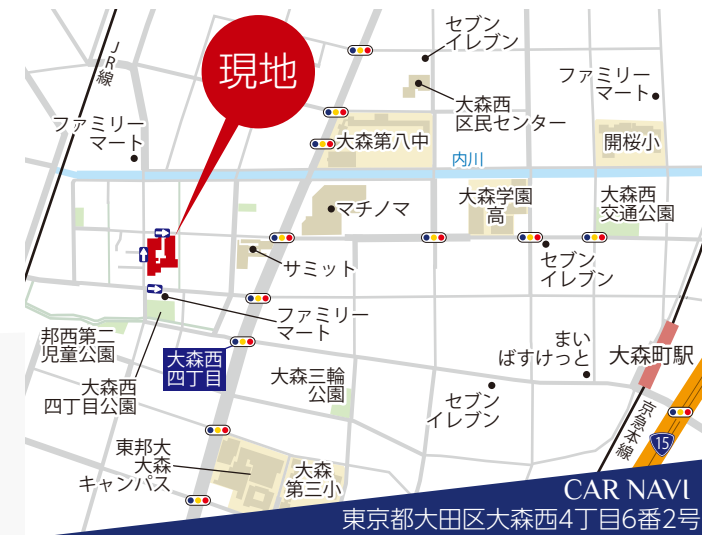 セブン
イレブン
JR線
現地
ファミリー
マート
大森西
区民センター
ファミリー
マート
大森第八中
開桜小
内川
マチノマ
大森学園
高
大森西
交通公園
サミット
セブン
イレブン
ファミリー
マート
邦西第二
児童公園
大森西
四丁目
大森西
四丁目公園
大森三輪
公園
まい
ばすけっと
大森町駅
セブン
イレブン
京急本線
15
東邦大
大森
キャンパス
大森
第三小
CAR NAVI
東京都大田区大森西4丁目6番2号